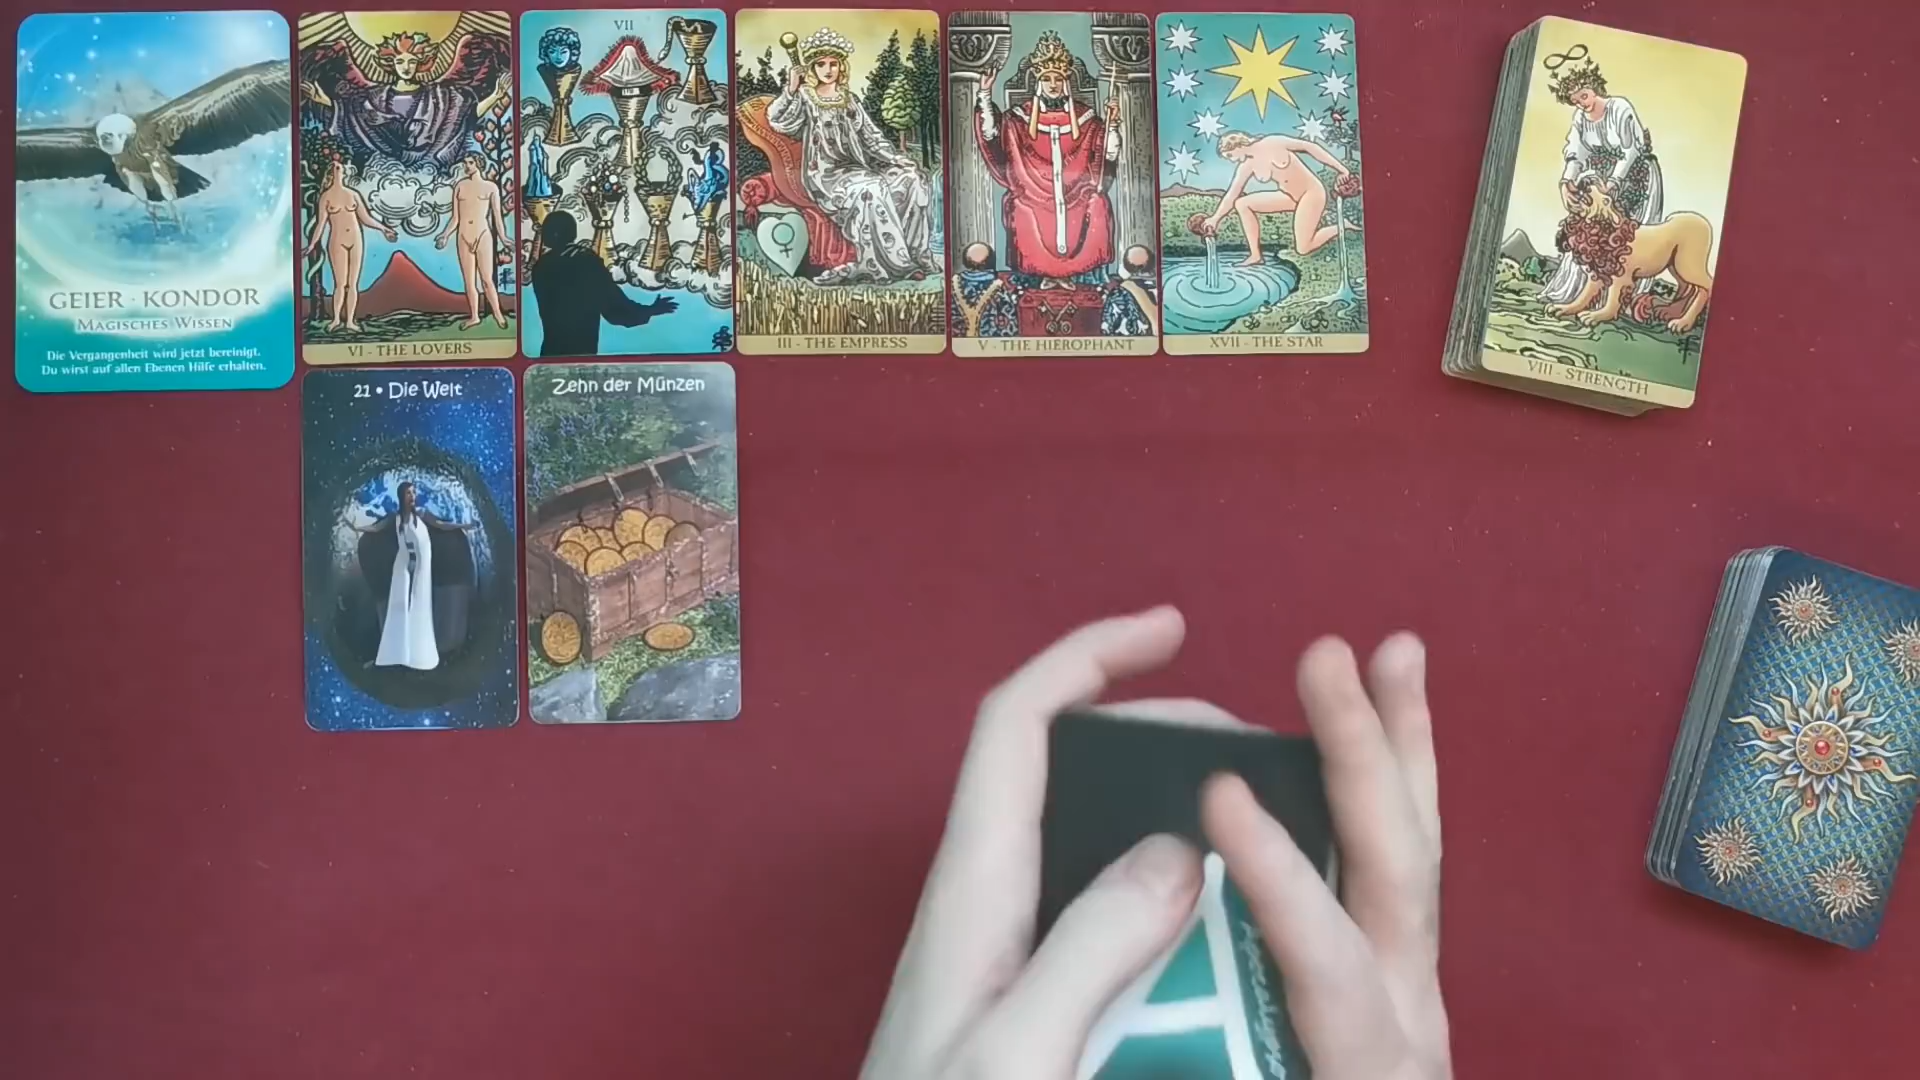 GEIER · KONDOR
MAGISCHES WISSEN
Die Vergangenheit wird jetzt bereinigt.
Du wirst auf allen Ebenen Hilfe erhalten.
VI - THE LOVERS
VII
III - THE EMPRESS
V - THE HIEROPHANT
XVII - THE STAR
VIII - STRENGTH
21 • Die Welt
Zehn der Münzen